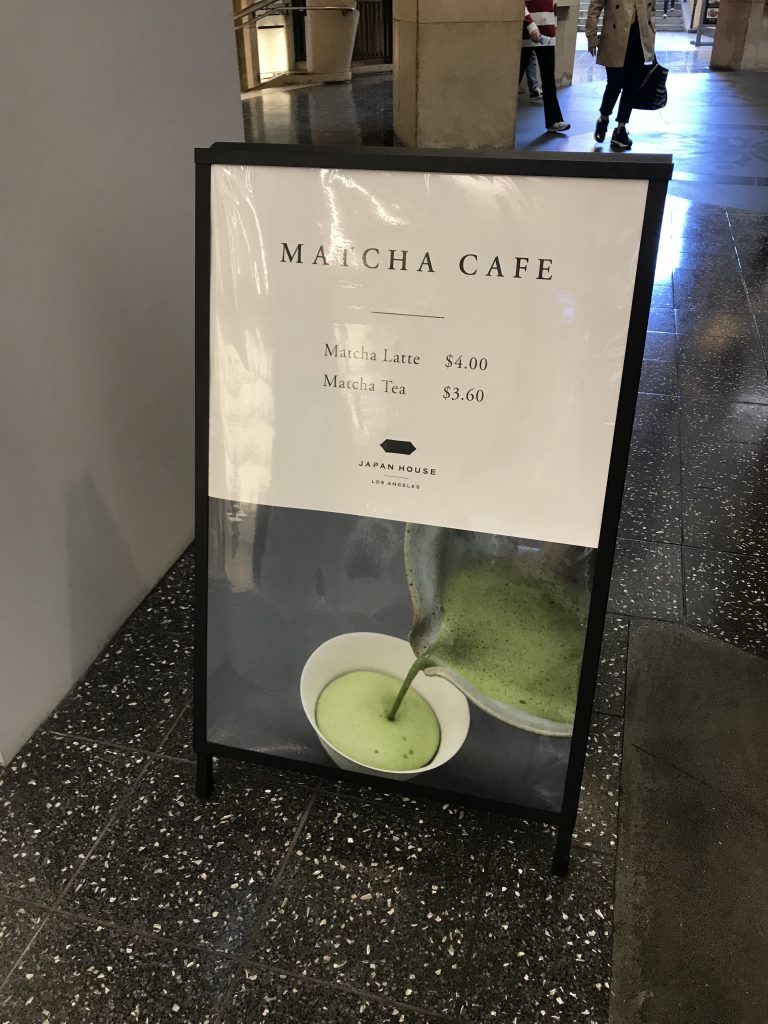 MATCHA CAFE
Matcha Latte $4.00
Matcha Tea $3.60
JAPAN HOUSE
LOS ANGELES